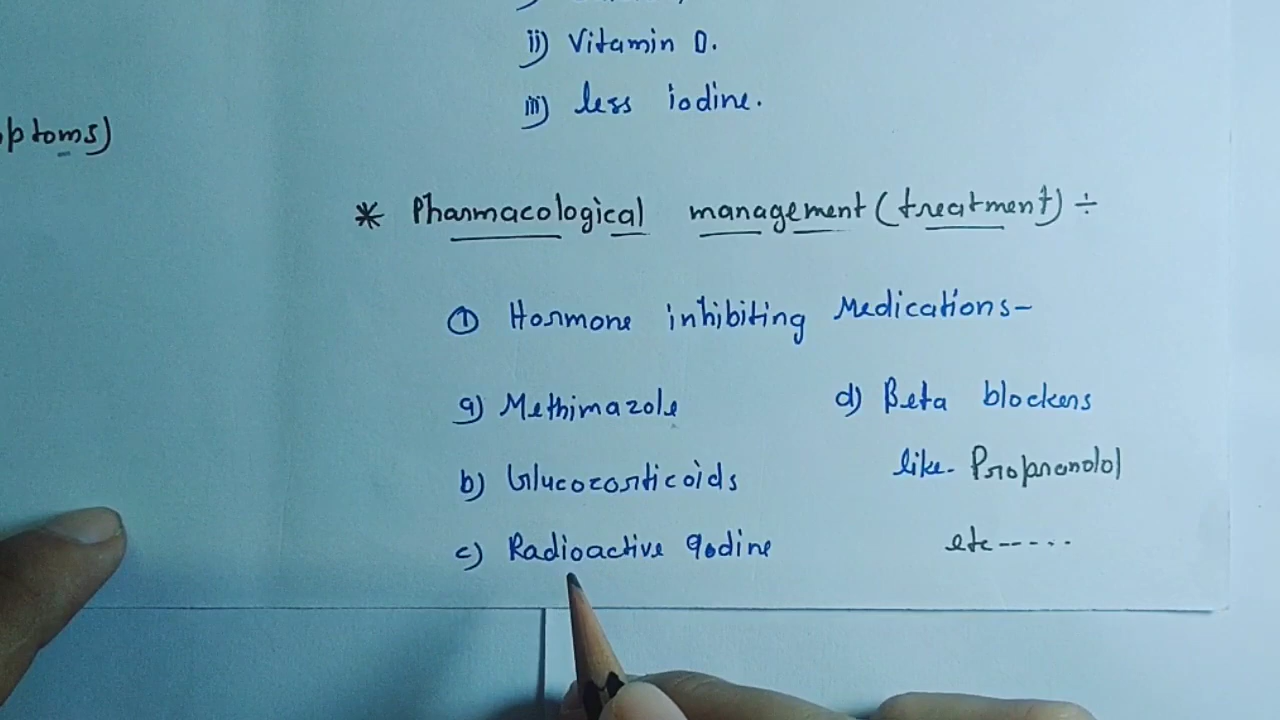 ii) Vitamin D.
iii) less iodine.
optoms)
* Pharmacological management (treatment) ÷
① Hormone inhibiting Medications-
a) Methimazole
b) Glucocorticoids
c) Radioactive Iodine
d) Beta blockers
like- Propranolol
etc-----